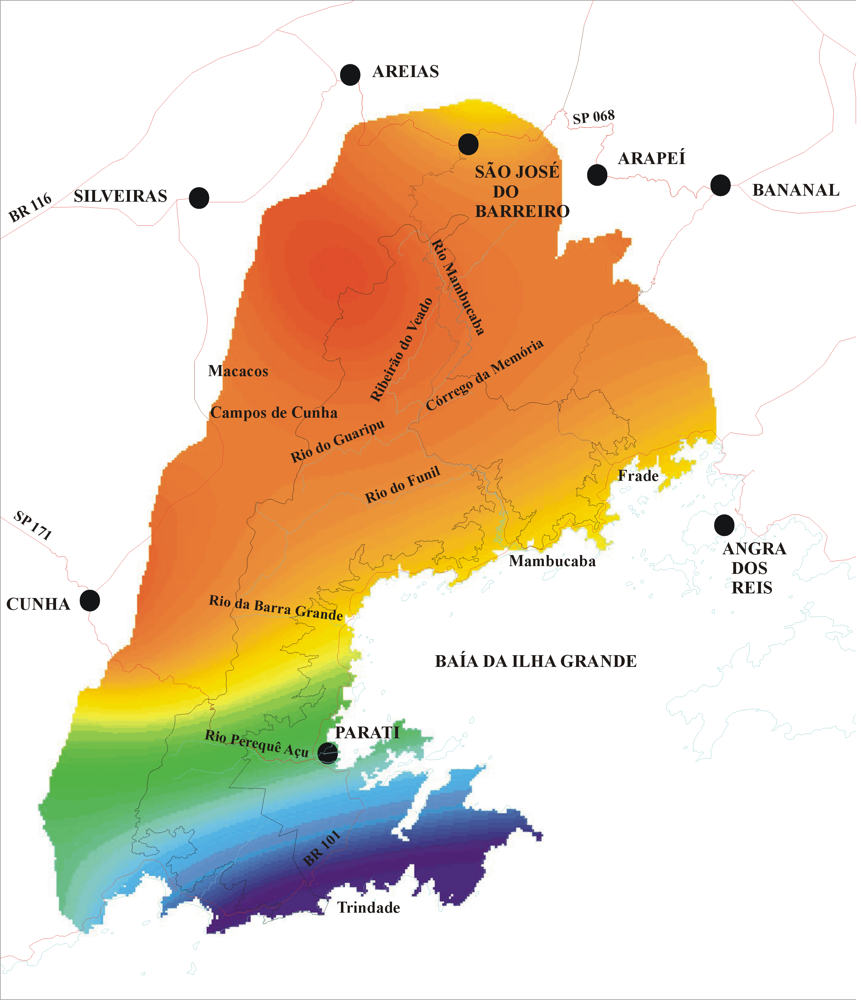 AREIAS
SP 068
ARAPEÍ
SÃO JOSÉ
DO
BARREIRO
BANANAL
SILVEIRAS
BR 116
Rio Mambucaba
Ribeirão do Veado
Córrego da Memória
Macacos
Campos de Cunha
Rio do Guaripu
Rio do Funil
Frade
SP 171
ANGRA
DOS
REIS
Mambucaba
CUNHA
Rio da Barra Grande
BAÍA DA ILHA GRANDE
PARATI
Rio Perequê Açu
BR 101
Trindade